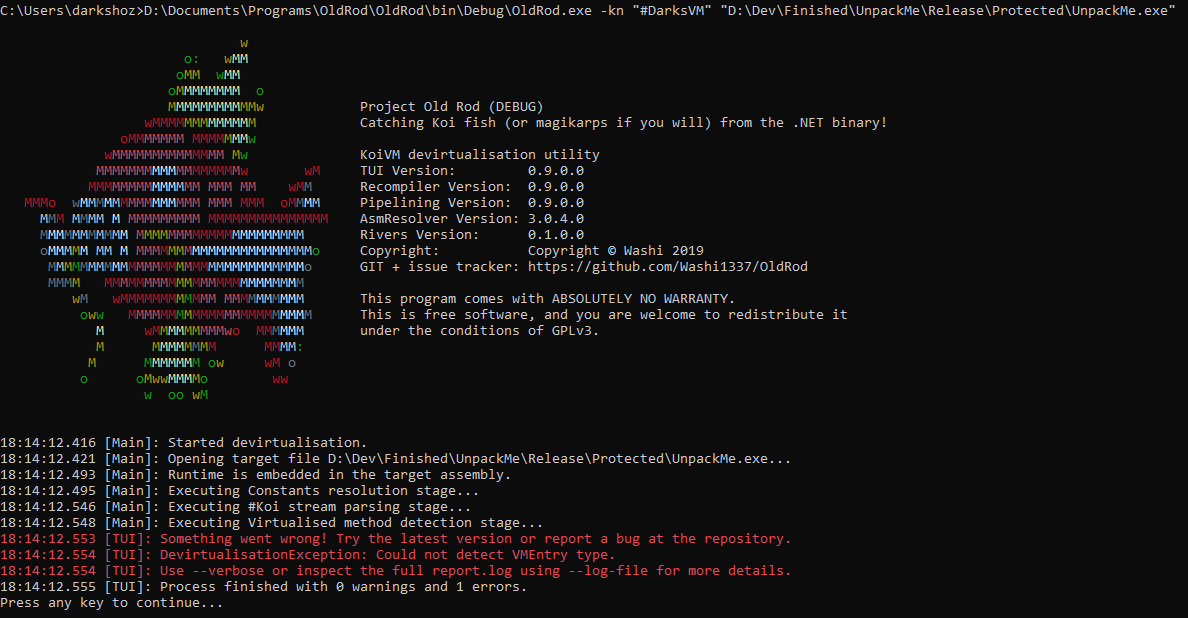 C:\Users\darkshoz>D:\Documents\Programs\OldRod\OldRod\bin\Debug\OldRod.exe -kn "#DarksVM" "D:\Dev\Finished\UnpackMe\Release\Protected\UnpackMe.exe"
Project Old Rod (DEBUG)
Catching Koi fish (or magikarps if you will) from the .NET binary!
KoiVM devirtualisation utility
TUI Version: 0.9.0.0
Recompiler Version: 0.9.0.0
Pipelining Version: 0.9.0.0
AsmResolver Version: 3.0.4.0
Rivers Version: 0.1.0.0
Copyright: Copyright © Washi 2019
GIT + issue tracker: https://github.com/Washi1337/OldRod
This program comes with ABSOLUTELY NO WARRANTY.
This is free software, and you are welcome to redistribute it
under the conditions of GPLv3.
18:14:12.416 [Main]: Started devirtualisation.
18:14:12.421 [Main]: Opening target file D:\Dev\Finished\UnpackMe\Release\Protected\UnpackMe.exe...
18:14:12.493 [Main]: Runtime is embedded in the target assembly.
18:14:12.495 [Main]: Executing Constants resolution stage...
18:14:12.546 [Main]: Executing #Koi stream parsing stage...
18:14:12.548 [Main]: Executing Virtualised method detection stage...
18:14:12.553 [TUI]: Something went wrong! Try the latest version or report a bug at the repository.
18:14:12.554 [TUI]: DevirtualisationException: Could not detect VMEntry type.
18:14:12.554 [TUI]: Use --verbose or inspect the full report.log using --log-file for more details.
18:14:12.555 [TUI]: Process finished with 0 warnings and 1 errors.
Press any key to continue...